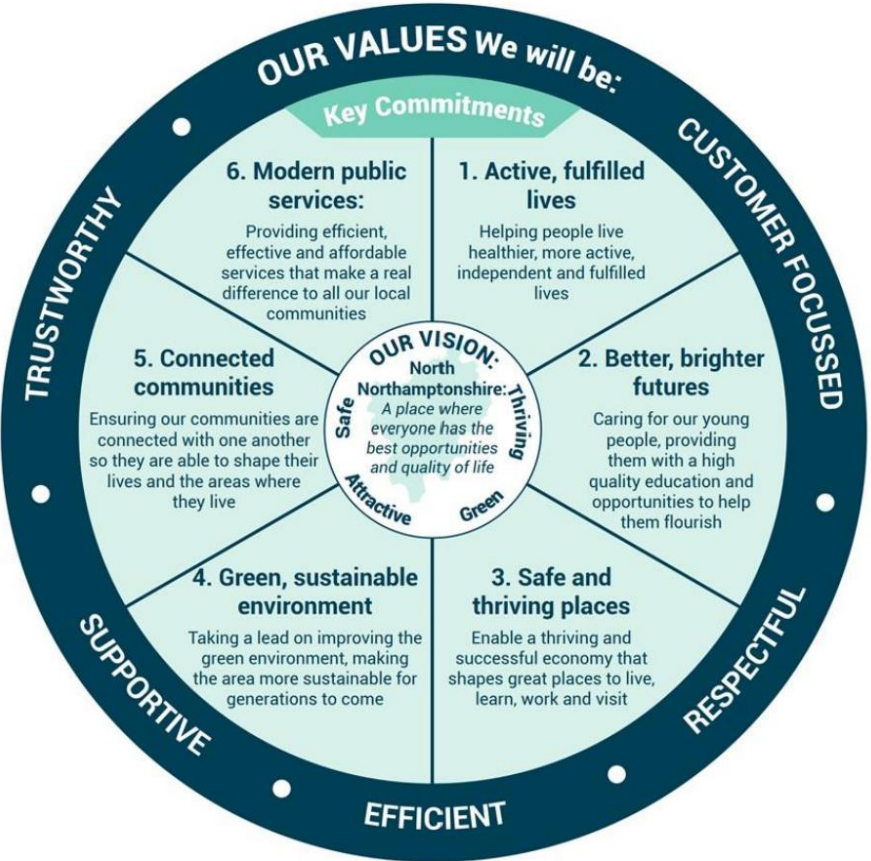 OUR VALUES We will be:
CUSTOMER FOCUSSED
RESPECTFUL
EFFICIENT
SUPPORTIVE
TRUSTWORTHY
Key Commitments
1. Active, fulfilled
lives
Helping people live
healthier, more active,
independent and fulfilled
lives
2. Better, brighter
futures
Caring for our young
people, providing
them with a high
quality education and
opportunities to help
them flourish
3. Safe and
thriving places
Enable a thriving and
successful economy that
shapes great places to live,
learn, work and visit
4. Green, sustainable
environment
Taking a lead on improving the
green environment, making
the area more sustainable for
generations to come
5. Connected
communities
Ensuring our communities are
connected with one another
so they are able to shape their
lives and the areas where
they live
6. Modern public
services:
Providing efficient,
effective and affordable
services that make a real
difference to all our local
communities
OUR VISION:
North
Northamptonshire:
A place where
everyone has the
best opportunities
and quality of life
Safe
Thriving
Green
Attractive